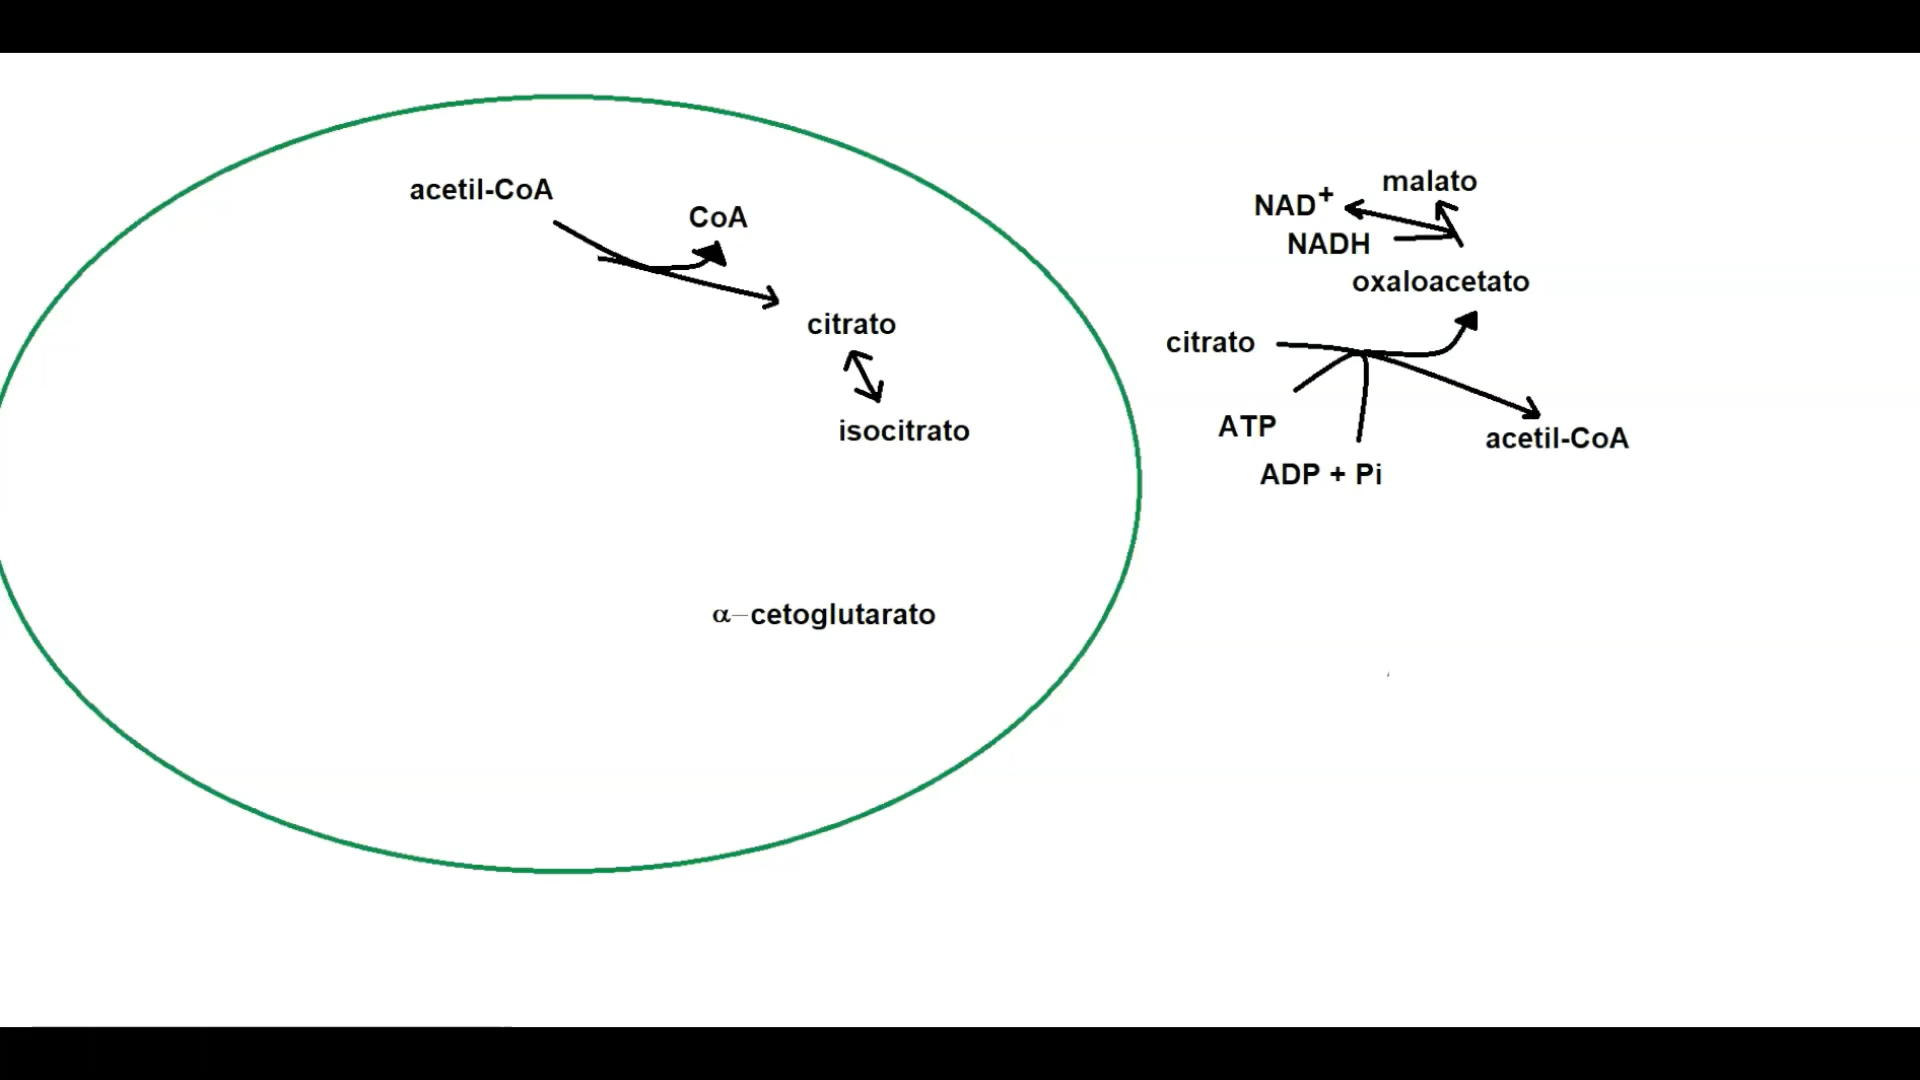 acetil-CoA
CoA
citrato
isocitrato
α–cetoglutarato
malato
NAD+
NADH
oxaloacetato
citrato
ATP
ADP + Pi
acetil-CoA